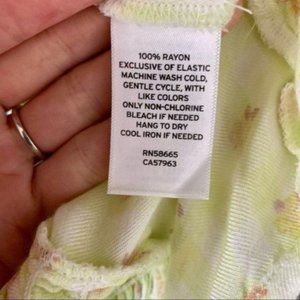 100% RAYON
EXCLUSIVE OF ELASTIC
MACHINE WASH COLD,
GENTLE CYCLE, WITH
LIKE COLORS
ONLY NON-CHLORINE
BLEACH IF NEEDED
HANG TO DRY
COOL IRON IF NEEDED
RN58665
CA57963